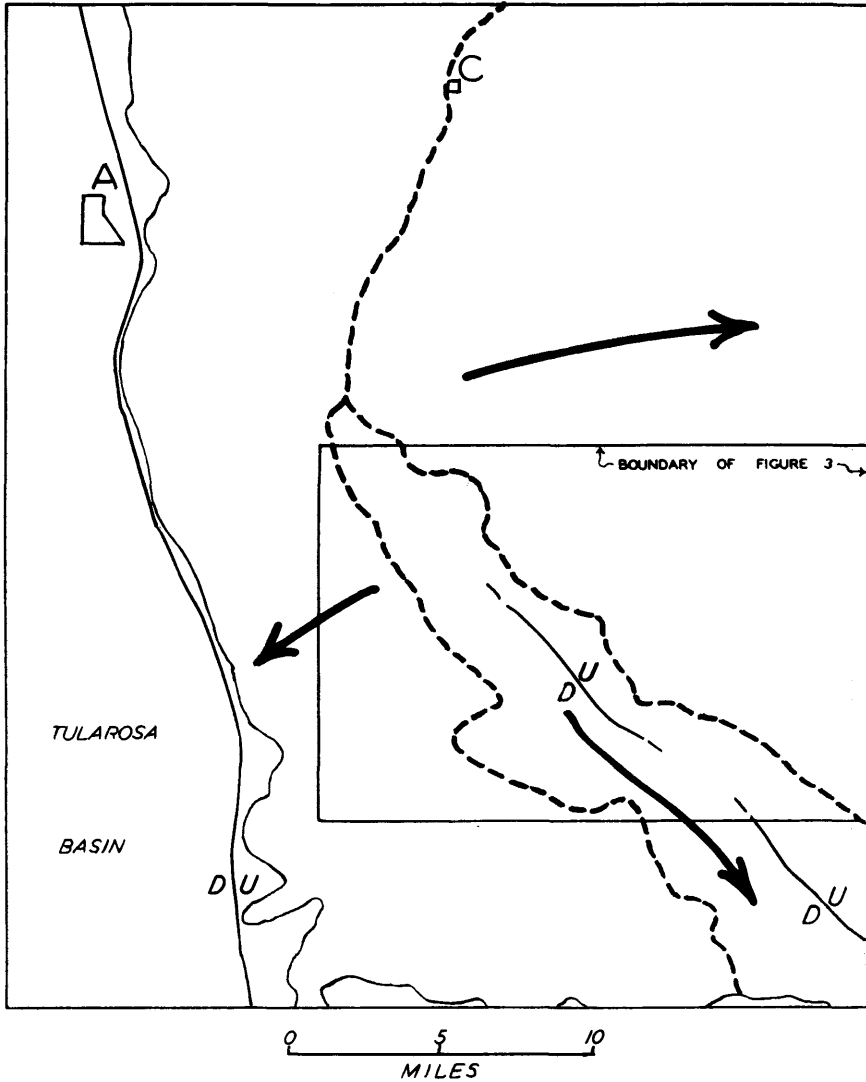 C
A
BOUNDARY OF FIGURE 3
U
D
TULAROSA
BASIN
D U
U
D
0 5 10
MILES